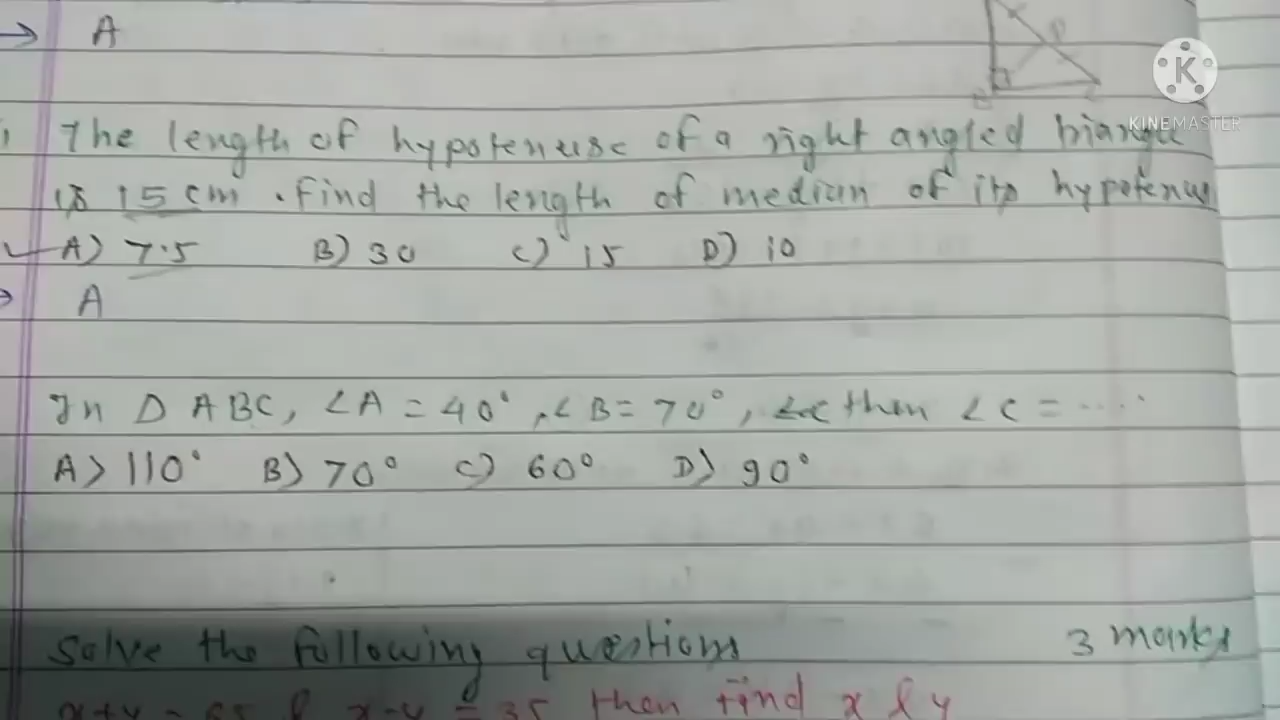 → A
K
KINEMASTER
The length of hypotenuse of a right angled triangle
is 15 cm . Find the length of median of its hypotenus
A) 7.5 B) 30 C) 15 D) 10
A
In Δ ABC, ∠A = 40°, ∠B = 70°, then ∠C = .....
A> 110° B) 70° C) 60° D) 90°
Solve the following questions 3 marks
x-y = 35 then find x & y